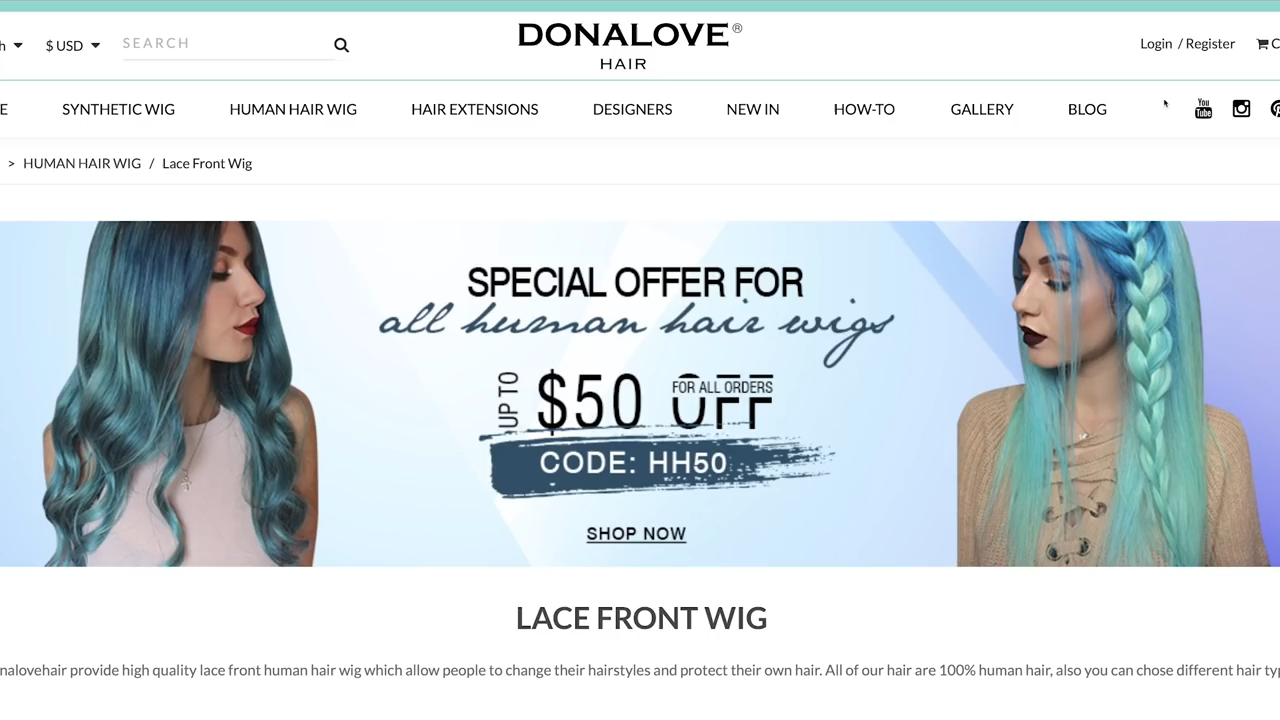 h $ USD SEARCH DONALOVE® Login / Register C
HAIR
E SYNTHETIC WIG HUMAN HAIR WIG HAIR EXTENSIONS DESIGNERS NEW IN HOW-TO GALLERY BLOG You Tube
> HUMAN HAIR WIG / Lace Front Wig
SPECIAL OFFER FOR
all human hair wigs
UP TO $50 OFF FOR ALL ORDERS
CODE: HH50
SHOP NOW
LACE FRONT WIG
nalovehair provide high quality lace front human hair wig which allow people to change their hairstyles and protect their own hair. All of our hair are 100% human hair, also you can chose different hair typ